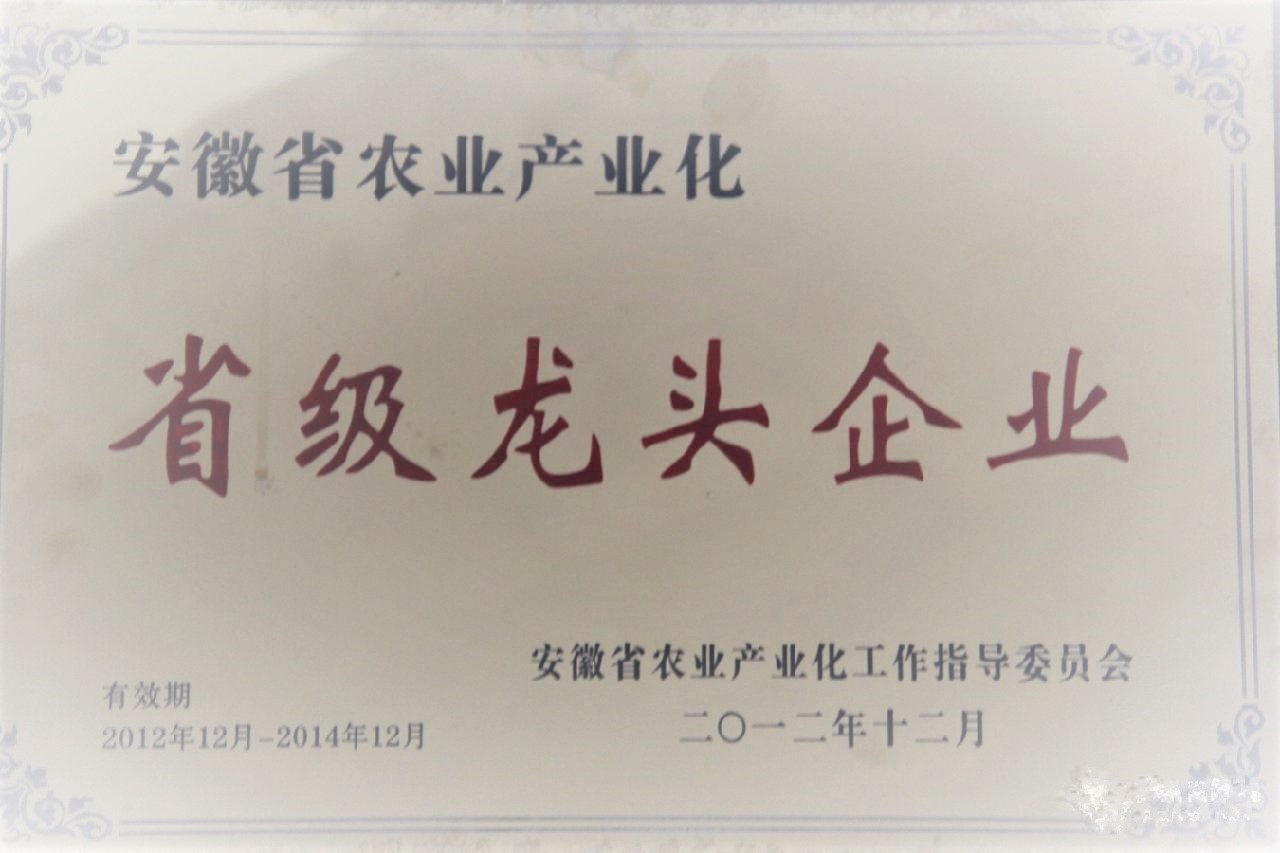 安徽省农业产业化
省级龙头企业
安徽省农业产业化工作指导委员会
有效期
二〇一二年十二月
2012年12月-2014年12月